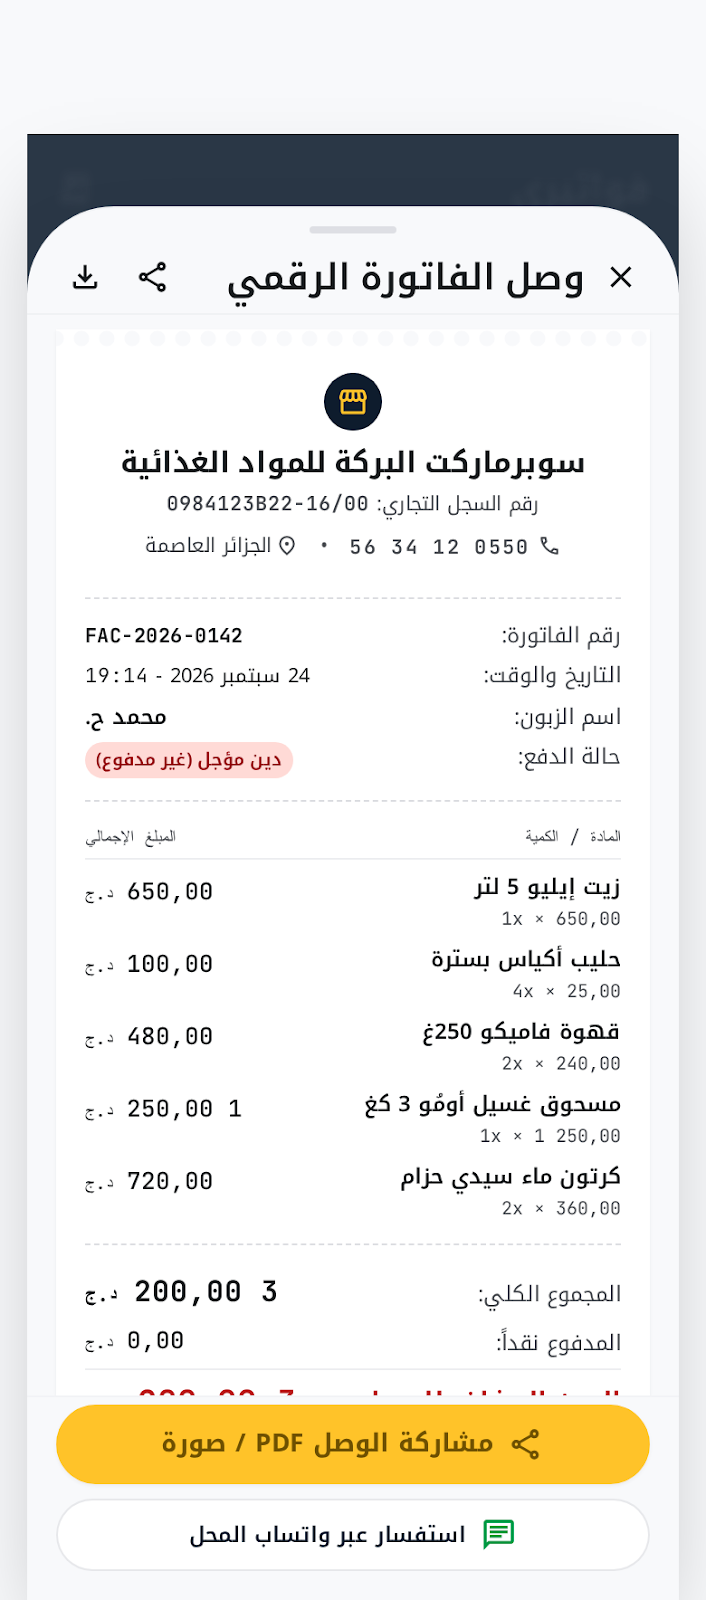 وصل الفاتورة الرقمي
سوبرماركت البركة للمواد الغذائية
رقم السجل التجاري: 16/00-0984123B22
0550 12 34 56 • الجزائر العاصمة
رقم الفاتورة: FAC-2026-0142
التاريخ والوقت: 24 سبتمبر 2026 - 19:14
اسم الزبون: محمد ح.
حالة الدفع: دين مؤجل (غير مدفوع)
المادة / الكمية المبلغ الإجمالي
زيت إيليو 5 لتر 650,00 د.ج
1x × 650,00
حليب أكياس بسترة 100,00 د.ج
4x × 25,00
قهوة فاميكو 250غ 480,00 د.ج
2x × 240,00
مسحوق غسيل أومُو 3 كغ 1 250,00 د.ج
1x × 1 250,00
كرتون ماء سيدي حزام 720,00 د.ج
2x × 360,00
المجموع الكلي: 3 200,00 د.ج
المدفوع نقداً: 0,00 د.ج
مشاركة الوصل PDF / صورة
استفسار عبر واتساب المحل